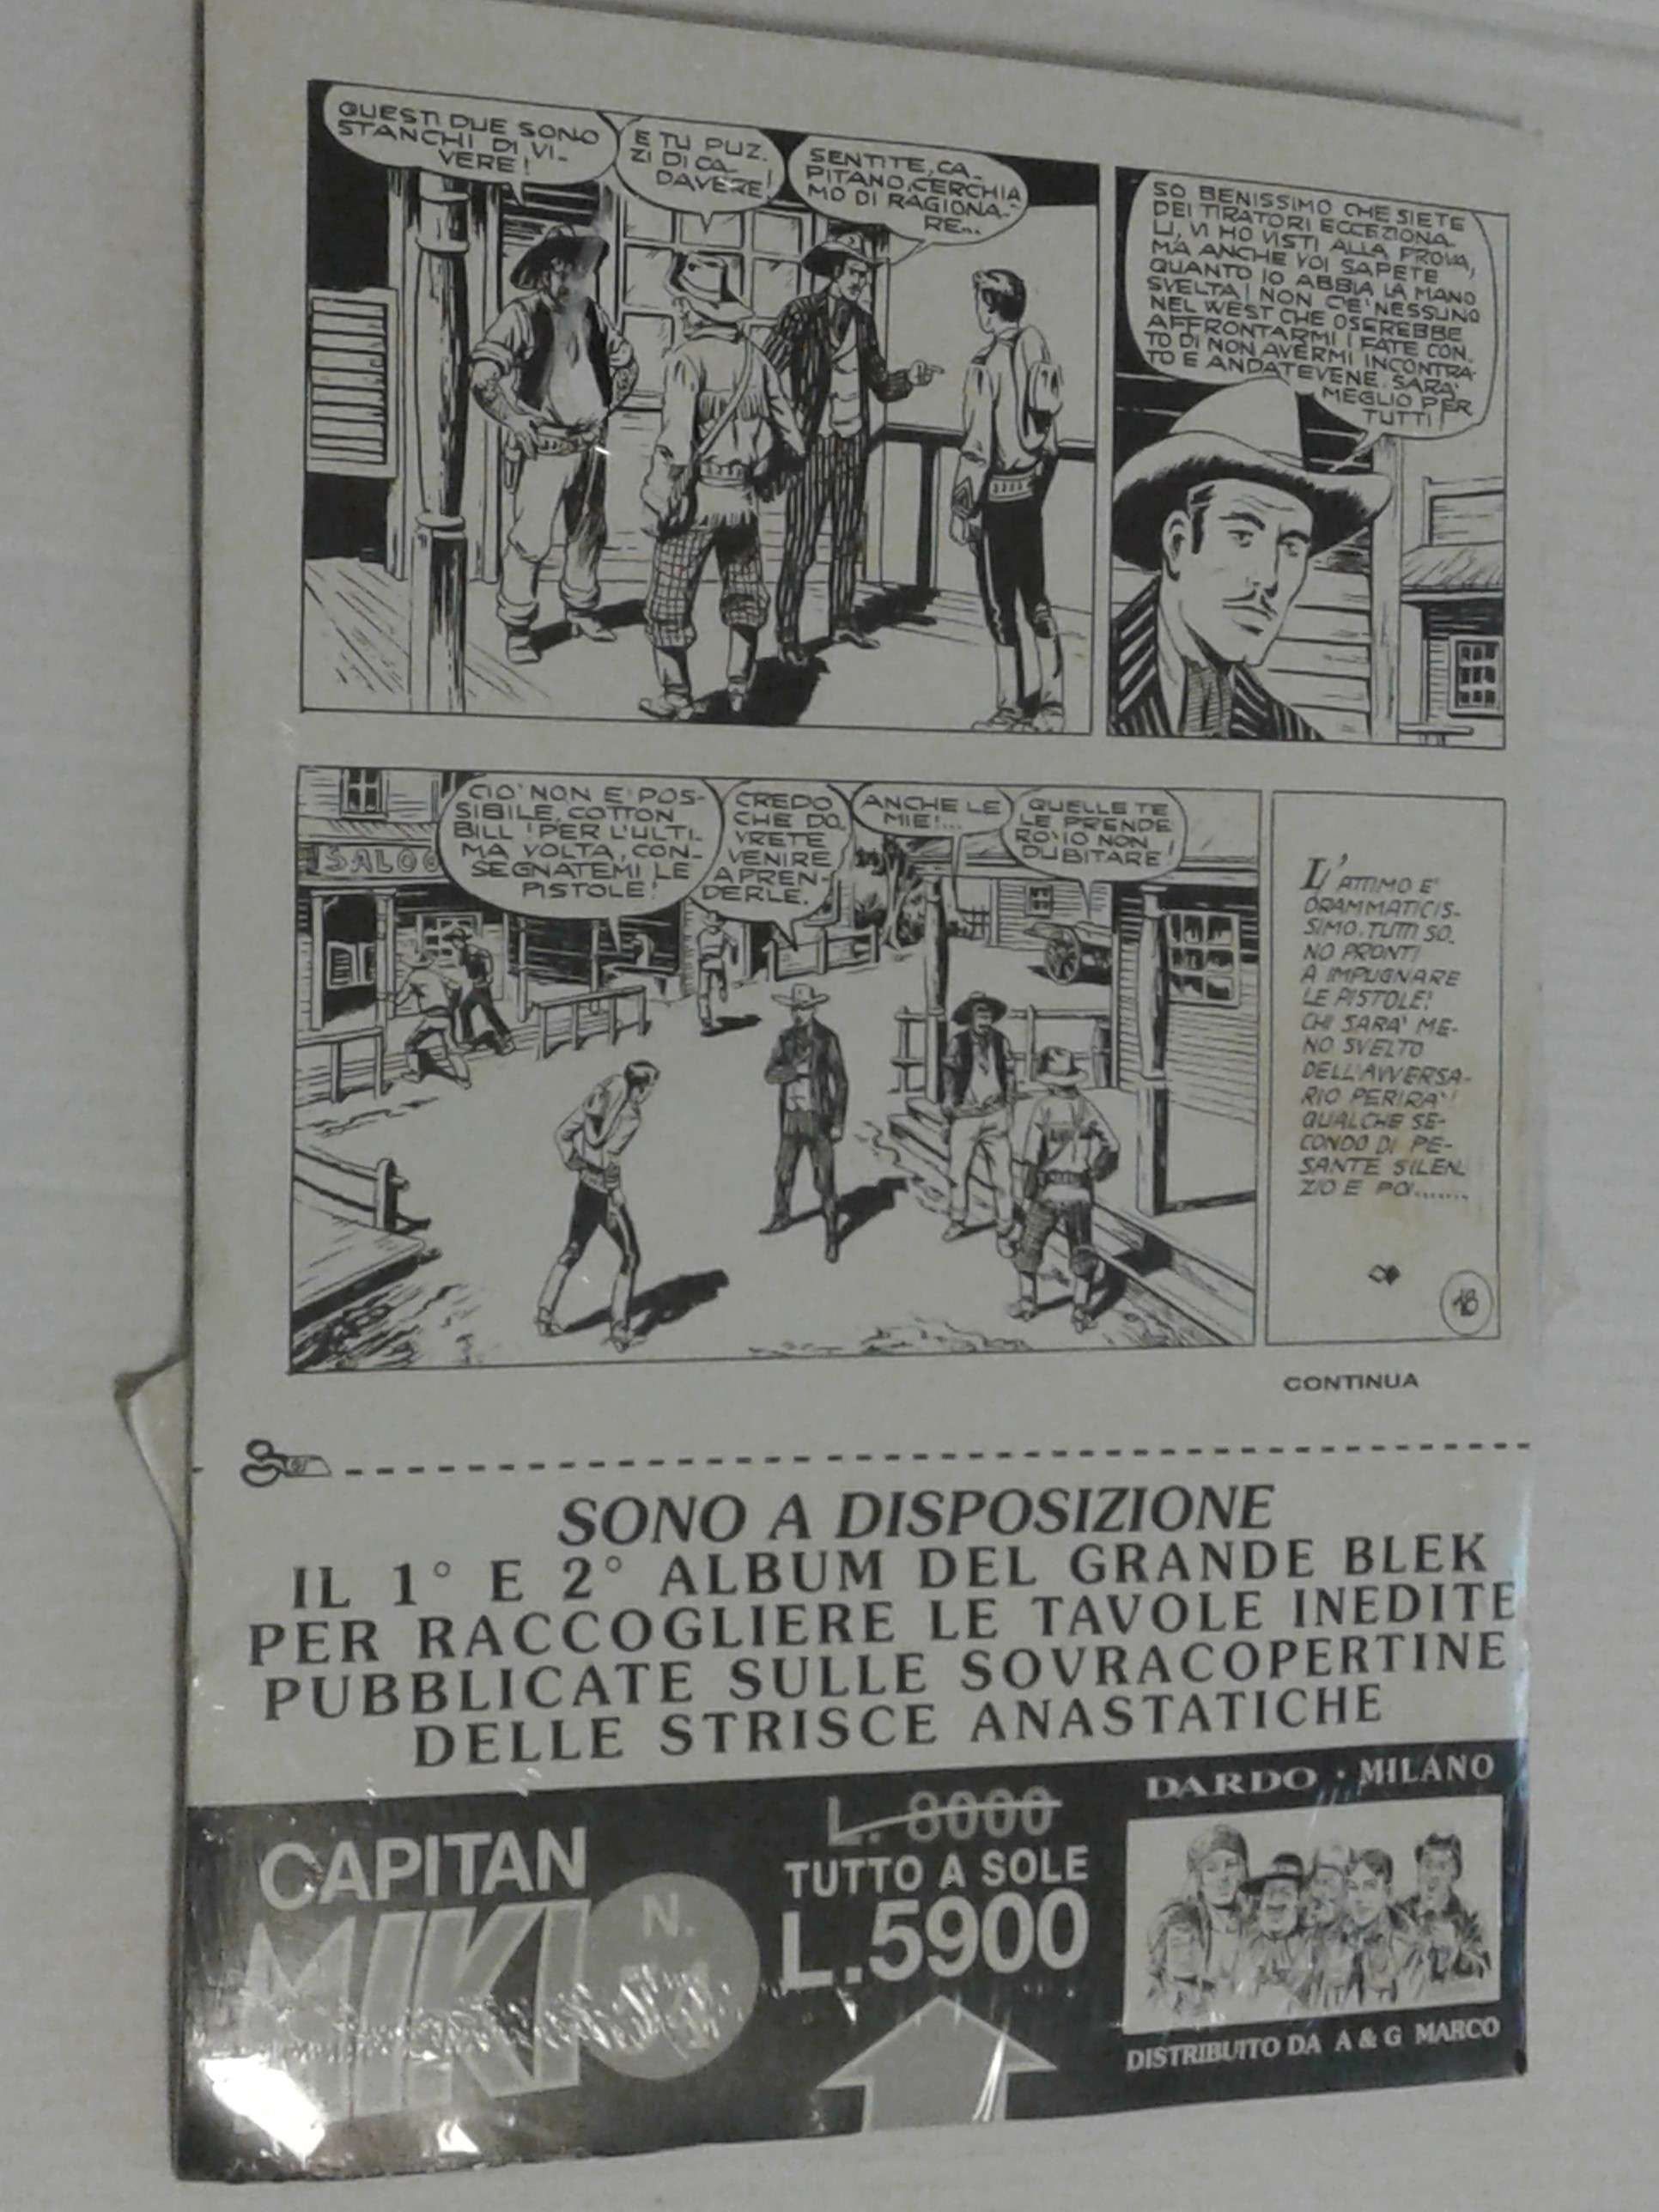 QUESTI DUE SONO
STANCHI DI VI-
VERE!
E TU PUZ.
ZI DI CA-
DAVERE!
SENTITE, CA-
PITANO, CERCHIA
MO DI RAGIONA-
RE...
SO BENISSIMO CHE SIETE
DEI TIRATORI ECCEZIONA.
LI, VI HO VISTI ALLA PROVA,
MA ANCHE VOI SAPETE
QUANTO IO ABBIA LA MANO
SVELTA! NON C'E' NESSUNO
NEL WEST CHE OSEREBBE
AFFRONTARMI! FATE CON.
TO DI NON AVERMI INCONTRA-
TO E ANDATEVENE. SARA'
MEGLIO PER
TUTTI!
CIO' NON E' POS-
SIBILE, COTTON
BILL! PER L'ULTI-
MA VOLTA, CON-
SEGNATEMI LE
PISTOLE!
CREDO
CHE DO.
VRETE
VENIRE
A PREN-
DERLE.
ANCHE LE
MIE!...
QUELLE TE
LE PRENDE
RO' IO NON
DUBITARE!
SALOO
L'ATTIMO E'
DRAMMATICIS-
SIMO. TUTTI SO.
NO PRONTI
A IMPUGNARE
LE PISTOLE!
CHI SARA' ME-
NO SVELTO
DELL'AVVERSA-
RIO PERIRA'!
QUALCHE SE-
CONDO DI PE-
SANTE SILEN
ZIO E POI.......
18
CONTINUA
SONO A DISPOSIZIONE
IL 1° E 2° ALBUM DEL GRANDE BLEK
PER RACCOGLIERE LE TAVOLE INEDITE
PUBBLICATE SULLE SOVRACOPERTINE
DELLE STRISCE ANASTATICHE
CAPITAN
MIKI
N.
L. 8000
TUTTO A SOLE
L.5900
DARDO · MILANO
DISTRIBUITO DA A & G MARCO